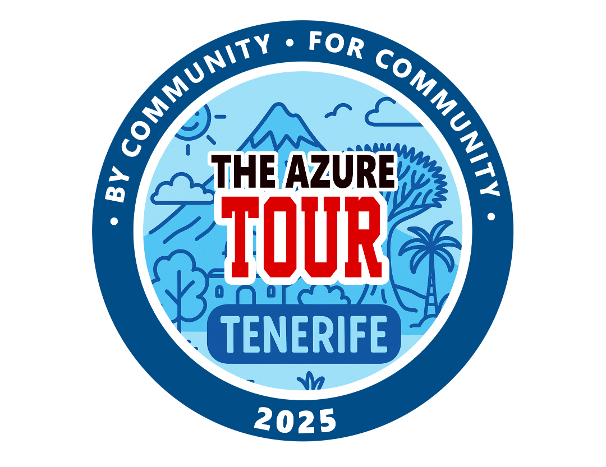 • BY COMMUNITY • FOR COMMUNITY •
THE AZURE
TOUR
TENERIFE
2025